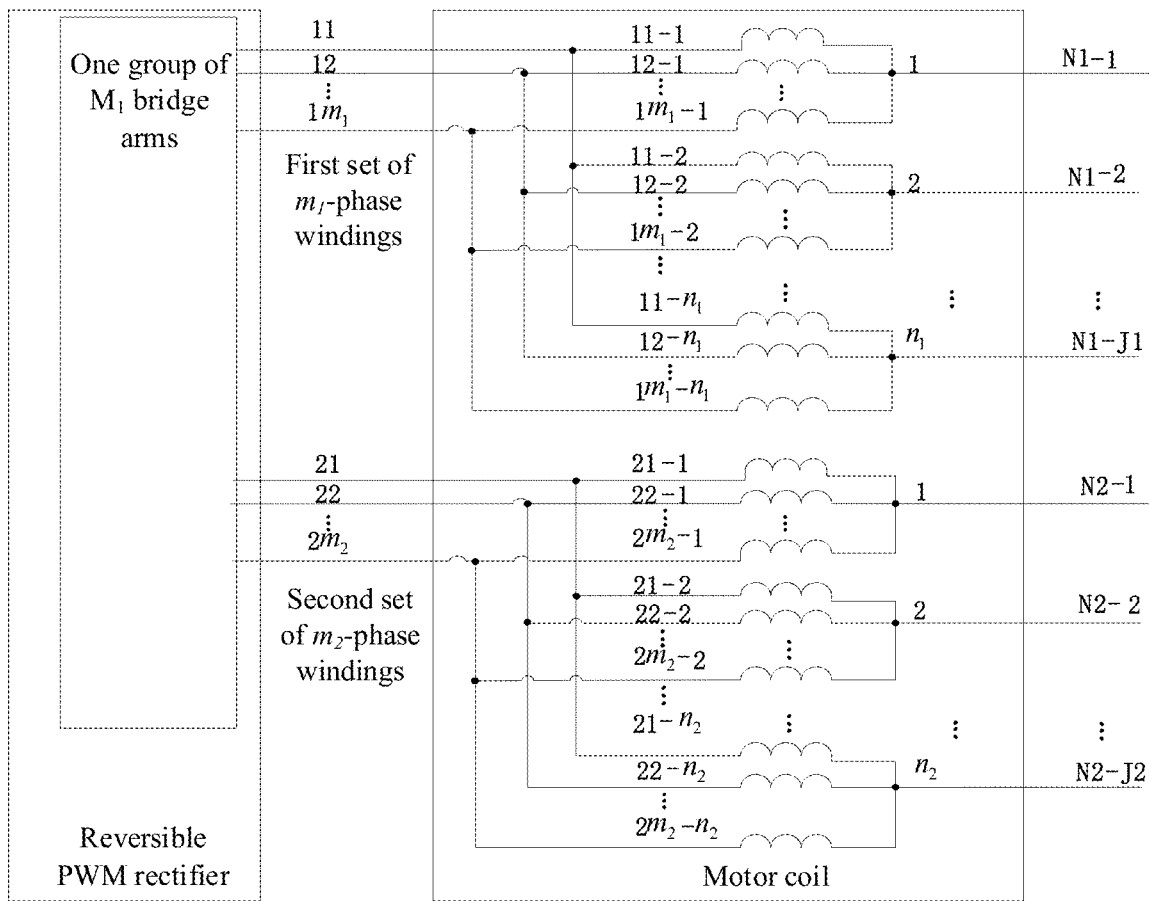 One group of
M₁ bridge
arms
11
12
⋮
1m₁
First set of
m₁-phase
windings
11-1
12-1
⋮
1m₁-1
⋮
1
N1-1
11-2
12-2
⋮
1m₁-2
⋮
⋮
2
N1-2
11-n₁
12-n₁
⋮
1m₁-n₁
⋮
⋮
⋮
n₁
N1-J1
21
22
⋮
2m₂
Second set
of m₂-phase
windings
21-1
22-1
⋮
2m₂-1
⋮
1
N2-1
21-2
22-2
⋮
2m₂-2
⋮
⋮
2
N2-2
21-n₂
22-n₂
⋮
2m₂-n₂
⋮
⋮
⋮
n₂
N2-J2
Reversible
PWM rectifier
Motor coil